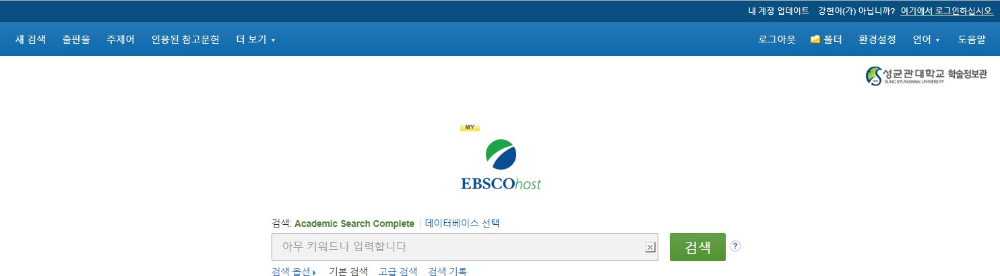 내 계정 업데이트 강헌이(가) 아닙니까? 여기에서 로그인하십시오.
새 검색 출판물 주제어 인용된 참고문헌 더 보기 로그아웃 폴더 환경설정 언어 도움말
성균관대학교 학술정보관
SUNGKYUNKWAN UNIVERSITY
MY
EBSCOhost
검색: Academic Search Complete 데이터베이스 선택
아무 키워드나 입력합니다. 검색 ?
검색 옵션 기본 검색 고급 검색 검색 기록